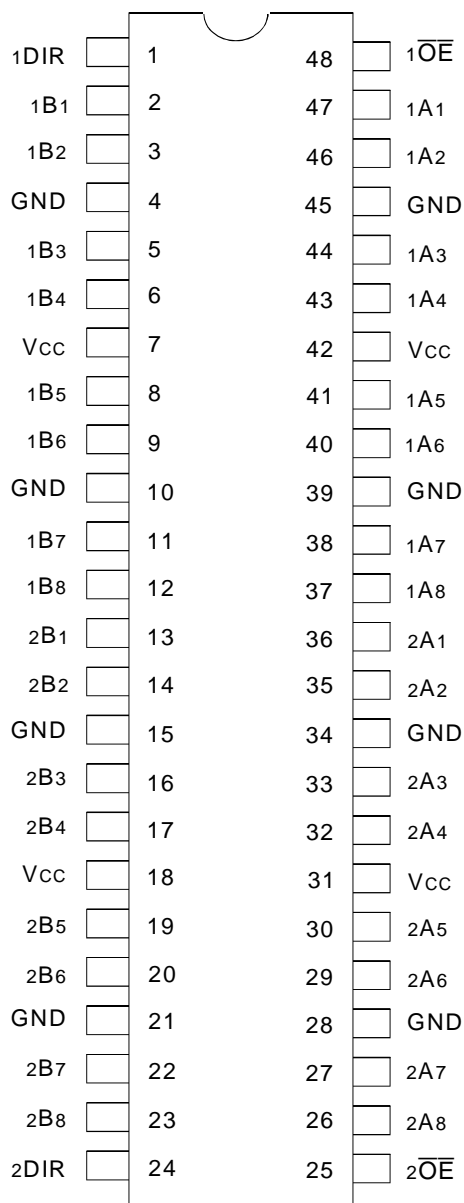 1DIR 1 48 1O̅E̅
1B1 2 47 1A1
1B2 3 46 1A2
GND 4 45 GND
1B3 5 44 1A3
1B4 6 43 1A4
VCC 7 42 VCC
1B5 8 41 1A5
1B6 9 40 1A6
GND 10 39 GND
1B7 11 38 1A7
1B8 12 37 1A8
2B1 13 36 2A1
2B2 14 35 2A2
GND 15 34 GND
2B3 16 33 2A3
2B4 17 32 2A4
VCC 18 31 VCC
2B5 19 30 2A5
2B6 20 29 2A6
GND 21 28 GND
2B7 22 27 2A7
2B8 23 26 2A8
2DIR 24 25 2O̅E̅